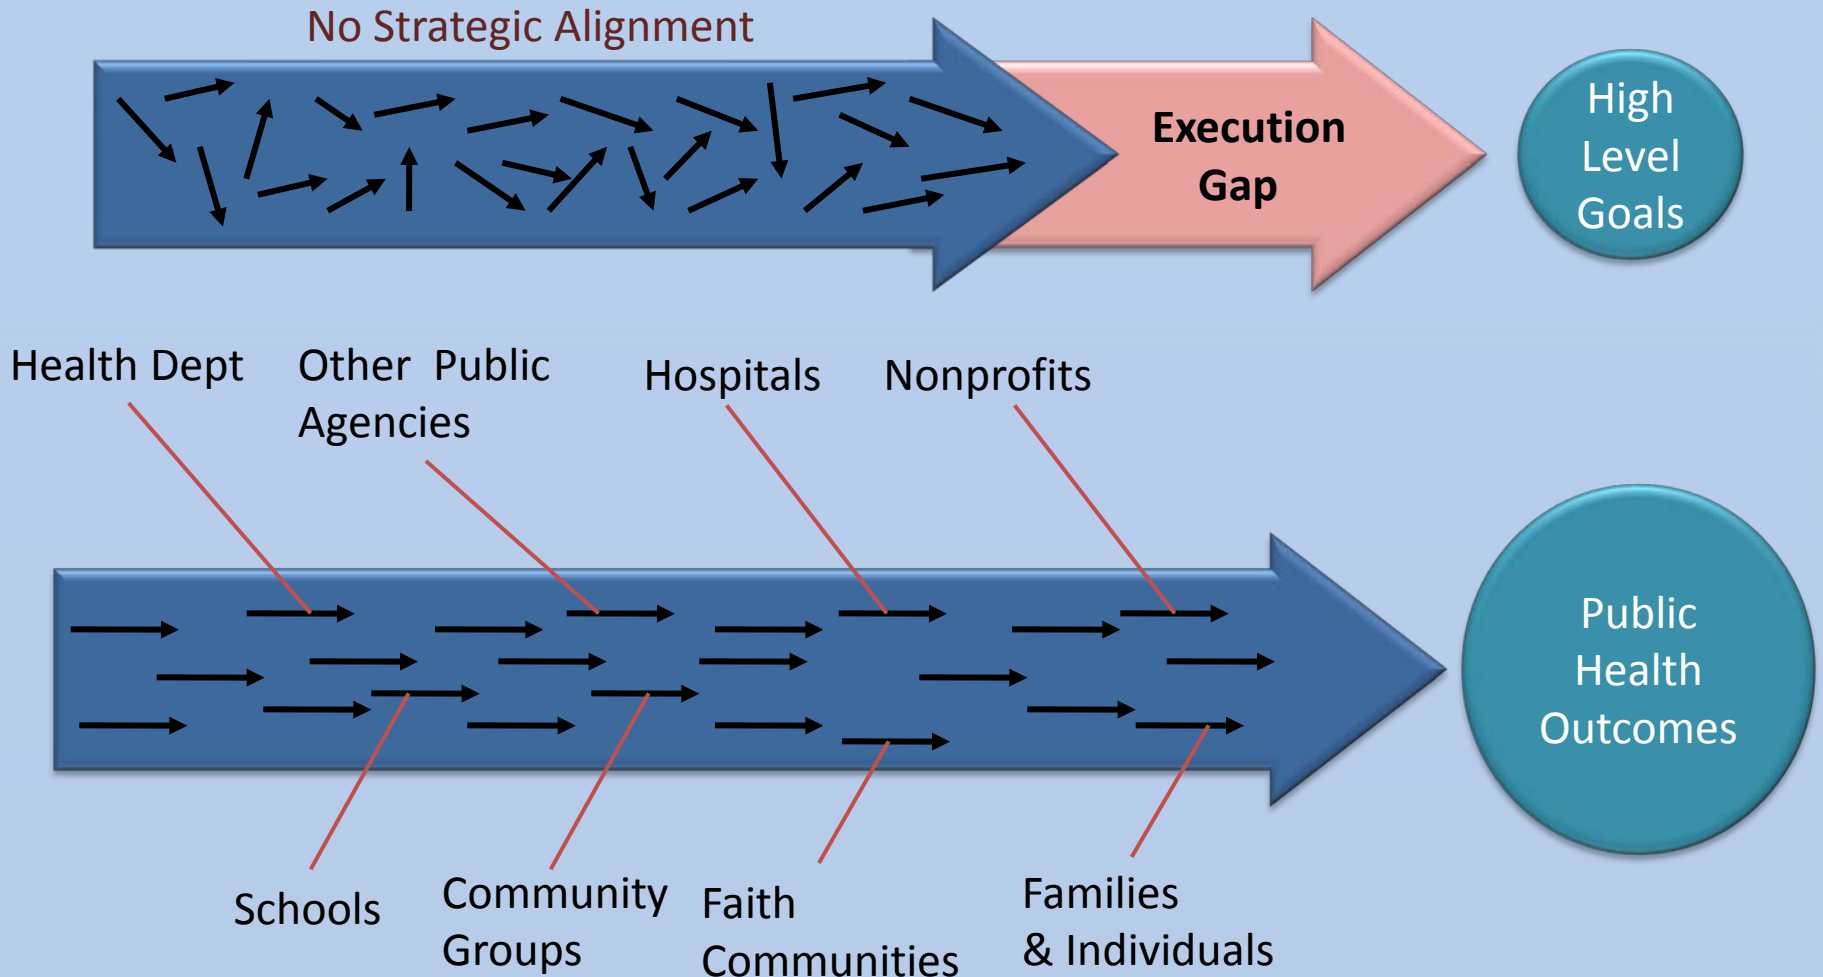 No Strategic Alignment
Execution
Gap
High
Level
Goals
Health Dept
Other Public
Agencies
Hospitals
Nonprofits
Public
Health
Outcomes
Schools
Community
Groups
Faith
Communities
Families
& Individuals